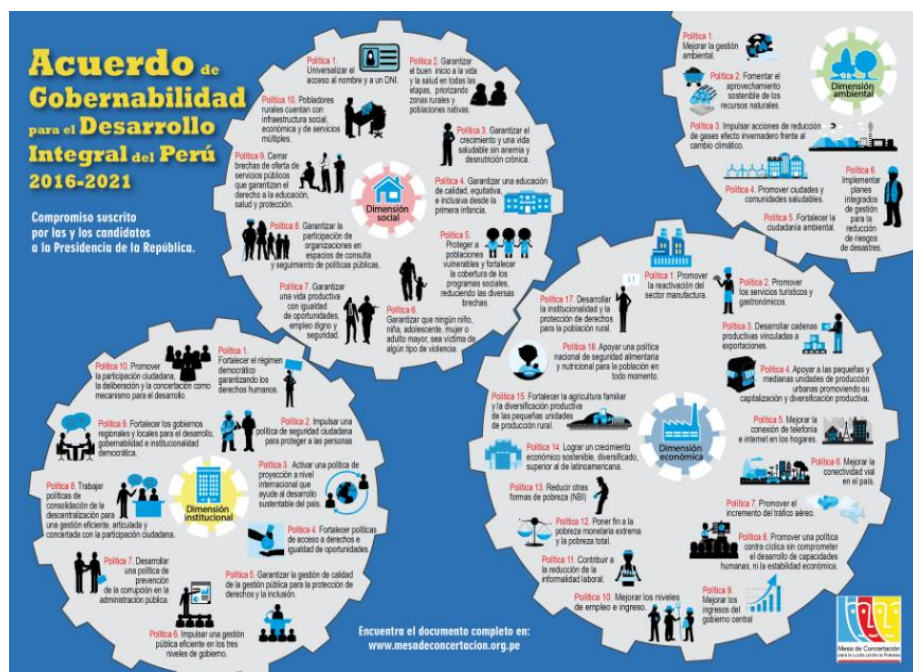 Acuerdo de
Gobernabilidad
para el Desarrollo
Integral del Perú
2016-2021
Compromiso suscrito
por las y los candidatos
a la Presidencia de la República.
Dimensión
social
Política 1.
Universalizar el
acceso al nombre y a un DNI.
Política 2. Garantizar
el buen inicio a la vida
y la salud en todas las
etapas, priorizando
zonas rurales y
poblaciones nativas.
Política 3. Garantizar el
crecimiento y una vida
saludable sin anemia y
desnutrición crónica.
Política 4. Garantizar una educación
de calidad, equitativa,
e inclusiva desde la
primera infancia.
Política 5.
Proteger a
poblaciones
vulnerables y fortalecer
la cobertura de los
programas sociales,
reduciendo las diversas
brechas.
Política 6.
Garantizar que ningún niño,
niña, adolescente, mujer o
adulto mayor, sea víctima de
algún tipo de violencia.
Política 7. Garantizar
una vida productiva
con igualdad
de oportunidades,
empleo digno y
seguridad.
Política 8. Garantizar
la participación de
organizaciones en
espacios de consulta
y seguimiento de políticas públicas.
Política 9. Cerrar
brechas de oferta de
servicios públicos
que garantizan el
derecho a la educación,
salud y protección.
Política 10. Pobladores
rurales cuentan con
infraestructura social,
económica y de servicios
múltiples.
Dimensión
ambiental
Política 1.
Mejorar la gestión
ambiental.
Política 2. Fomentar el
aprovechamiento
sostenible de los
recursos naturales.
Política 3. Impulsar acciones de reducción
de gases efecto invernadero frente al
cambio climático.
Política 4. Promover ciudades y
comunidades saludables.
Política 5. Fortalecer la
ciudadanía ambiental.
Política 6.
Implementar
planes
integrados
de gestión
para la
reducción
de riesgos
de desastres.
Dimensión
institucional
Política 1.
Fortalecer el régimen
democrático
garantizando los
derechos humanos.
Política 2. Impulsar una
política de seguridad ciudadana
para proteger a las personas
Política 3. Activar una política de
proyección a nivel
internacional que
ayude al desarrollo
sustentable del país.
Política 4. Fortalecer políticas
de acceso a derechos e
igualdad de oportunidades.
Política 5. Garantizar la gestión de calidad
de la gestión pública para la protección de
derechos y la inclusión.
Política 6. Impulsar una gestión
pública eficiente en los tres
niveles de gobierno.
Política 7. Desarrollar
una política de
prevención
de la corrupción en la
administración pública.
Política 8. Trabajar
políticas de
consolidación de la
descentralización para
una gestión eficiente, articulada y
concertada con la participación ciudadana.
Política 9. Fortalecer los gobiernos
regionales y locales para el desarrollo,
gobernabilidad e institucionalidad
democrática.
Política 10. Promover
la participación ciudadana,
la deliberación y la concertación como
mecanismo para el desarrollo.
Dimensión
económica
Política 1. Promover
la reactivación del
sector manufactura.
Política 2. Promover
los servicios turísticos y
gastronómicos.
Política 3. Desarrollar cadenas
productivas vinculadas a
exportaciones.
Política 4. Apoyar a las pequeñas y
medianas unidades de producción
urbanas promoviendo su
capitalización y diversificación productiva.
Política 5. Mejorar la
conexión de telefonía
e internet en los hogares.
Política 6. Mejorar la
conectividad vial
en el país.
Política 7. Promover el
incremento del tráfico aéreo.
Política 8. Promover una política
contra cíclica sin comprometer
el desarrollo de capacidades
humanas, ni la estabilidad económica.
Política 9.
Mejorar los
ingresos del
gobierno central
Política 10. Mejorar los niveles
de empleo e ingreso.
Política 11. Contribuir a
la reducción de la
informalidad laboral.
Política 12. Poner fin a la
pobreza monetaria extrema
y la pobreza total.
Política 13. Reducir otras
formas de pobreza (NBI)
Política 14. Lograr un crecimiento
económico sostenible, diversificado,
superior al de latinoamericana.
Política 15. Fortalecer la agricultura familiar
y la diversificación productiva
de las pequeñas unidades
de producción rural.
Política 16. Apoyar una política
nacional de seguridad alimentaria
y nutricional para la población en
todo momento.
Política 17. Desarrollar
la institucionalidad y la
protección de derechos
para la población rural.
Encuentra el documento completo en:
www.mesadeconcertacion.org.pe
Mesa de Concertación
para la Lucha contra la Pobreza